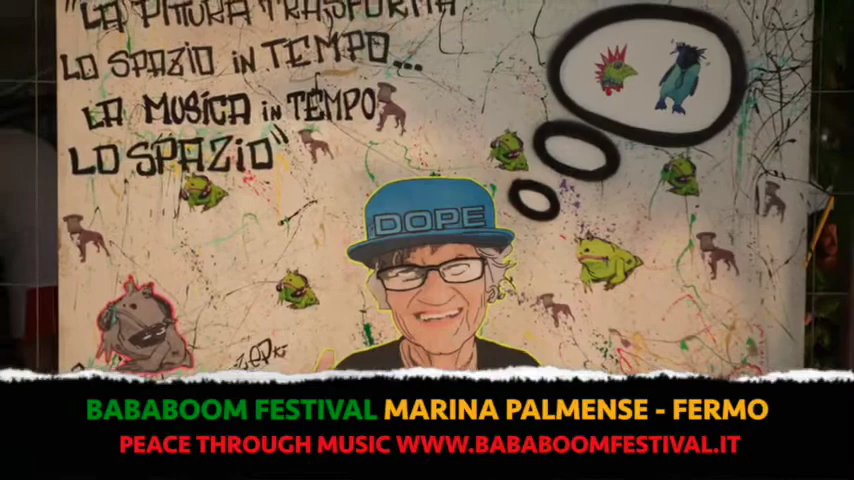 "LA PITTURA TRASFORMA
LO SPAZIO IN TEMPO...
LA MUSICA IN TEMPO
LO SPAZIO"
DOPE
BABABOOM FESTIVAL MARINA PALMENSE - FERMO
PEACE THROUGH MUSIC WWW.BABABOOMFESTIVAL.IT